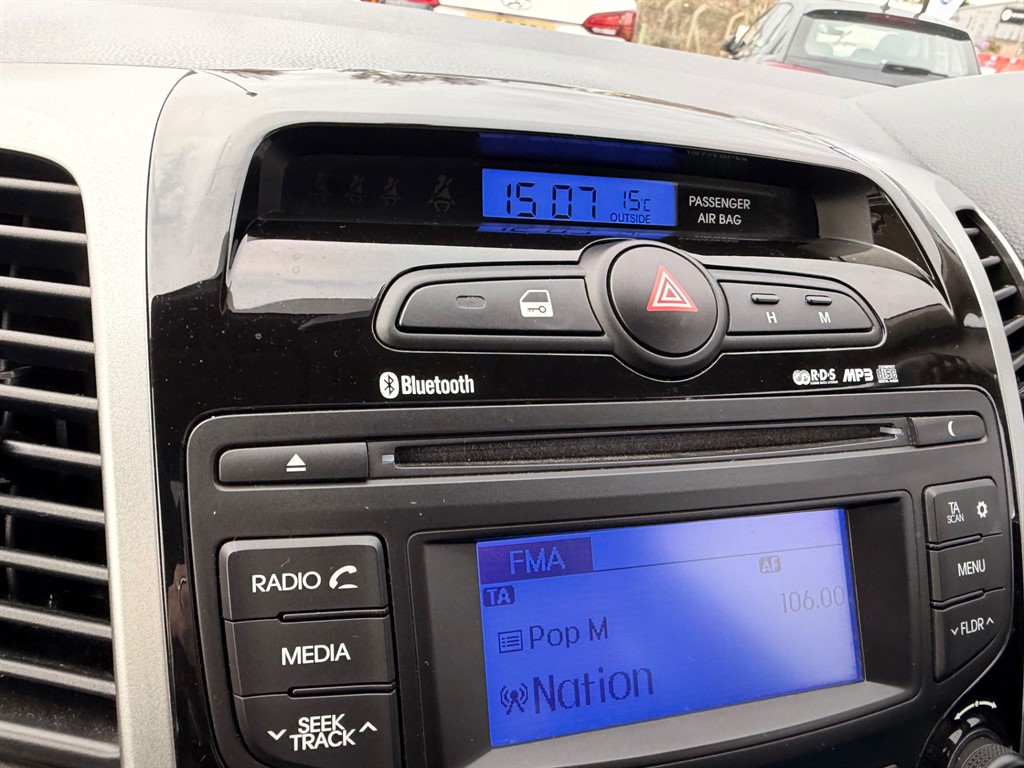 15 07 15c
OUTSIDE
PASSENGER
AIR BAG
H M
Bluetooth
R·D·S MP3 disc
RADIO
MEDIA
SEEK
TRACK
FMA
TA AF
106.00
Pop M
Nation
TA
SCAN
MENU
FLDR